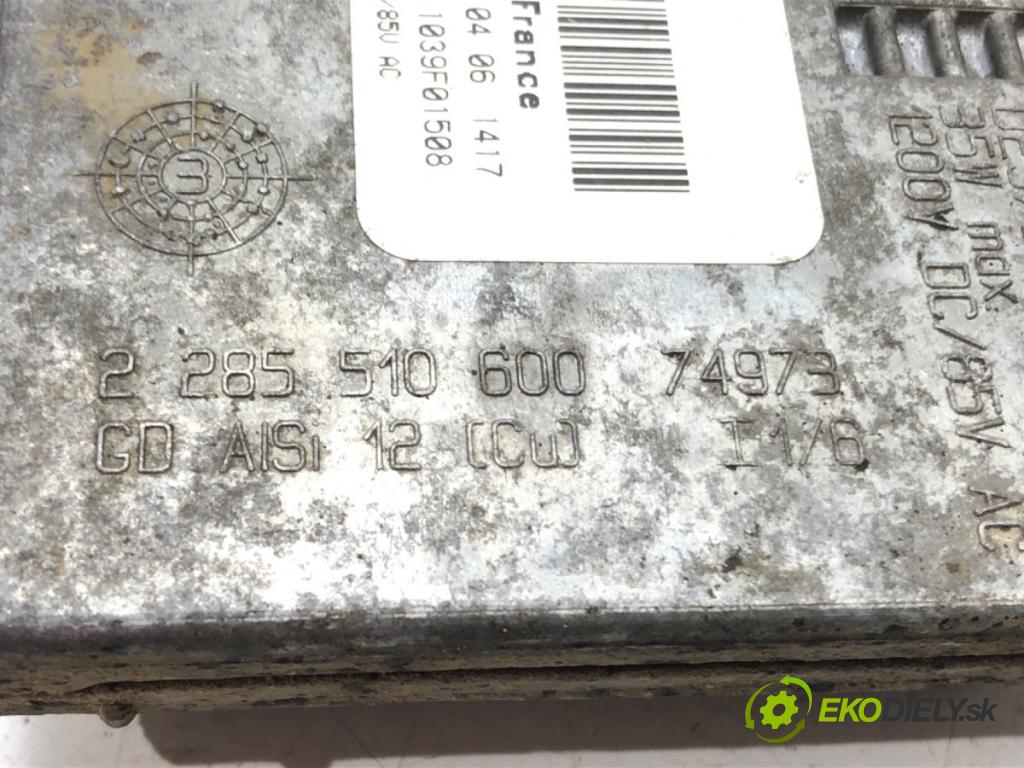 France
04 06 1417
1039F01508
/85V AC
35W max.
1200V DC/85V AC
2 285 510 600 74973
GD AlSi 12 (Cu) I1/6
EKODIELY.sk